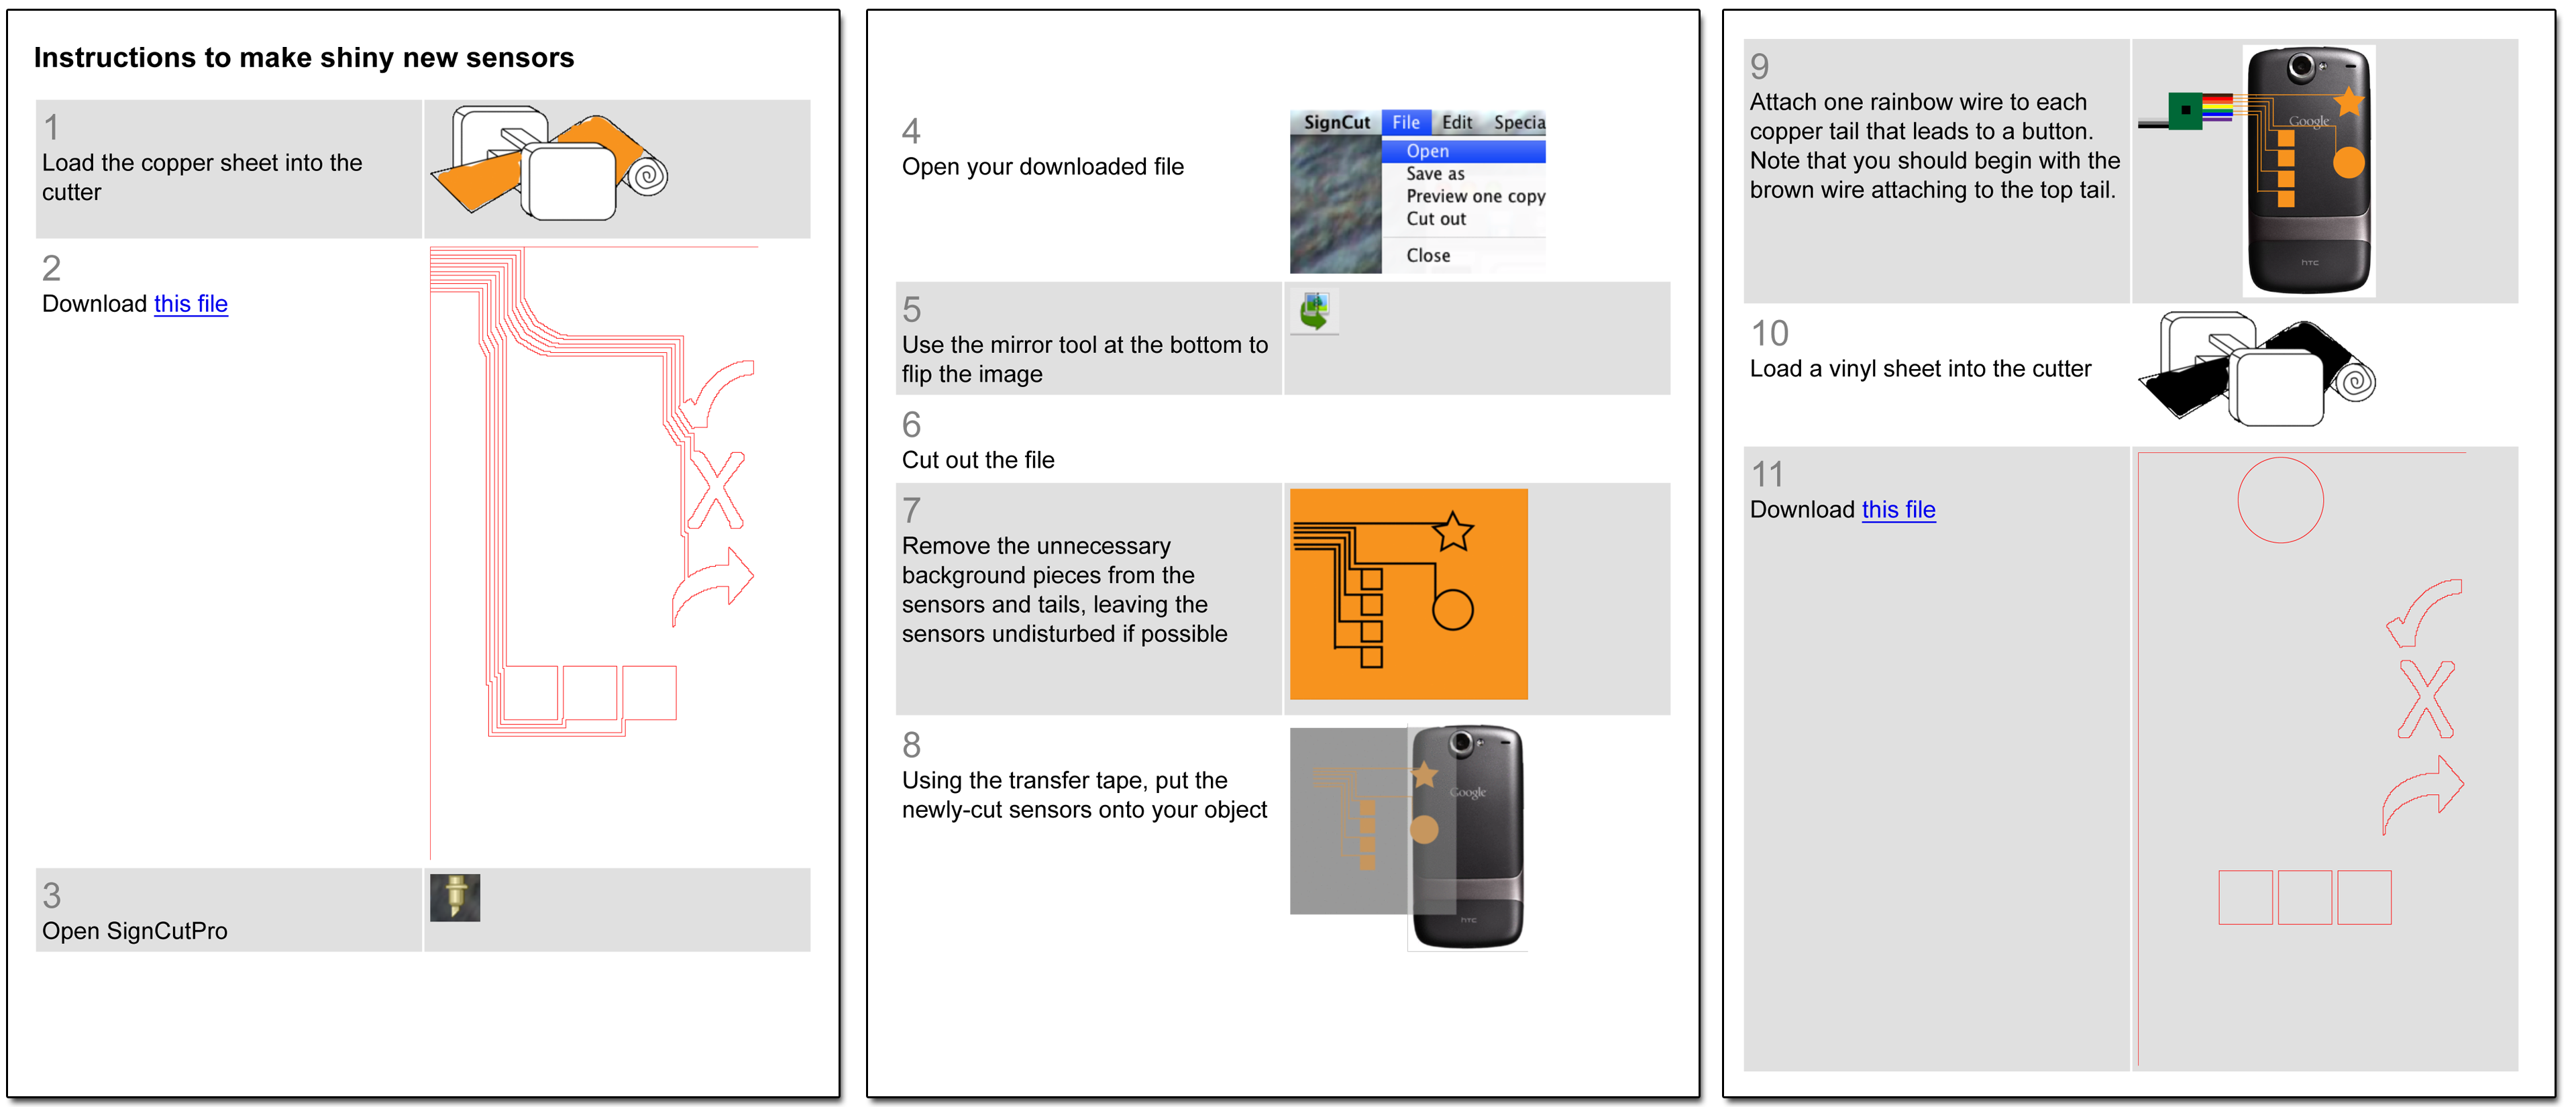 Instructions to make shiny new sensors
1
Load the copper sheet into the
cutter
2
Download this file
3
Open SignCutPro
4
Open your downloaded file
SignCut File Edit Specia
Open
Save as
Preview one copy
Cut out
Close
5
Use the mirror tool at the bottom to
flip the image
6
Cut out the file
7
Remove the unnecessary
background pieces from the
sensors and tails, leaving the
sensors undisturbed if possible
8
Using the transfer tape, put the
newly-cut sensors onto your object
Google
hTC
9
Attach one rainbow wire to each
copper tail that leads to a button.
Note that you should begin with the
brown wire attaching to the top tail.
Google
hTC
10
Load a vinyl sheet into the cutter
11
Download this file
X
X